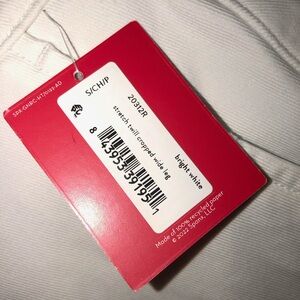 S/CH/P
20312R
stretch twill cropped wide leg
bright white
8 43953 39195 1
Made of 100% recycled paper
© 2022 Spanx, LLC